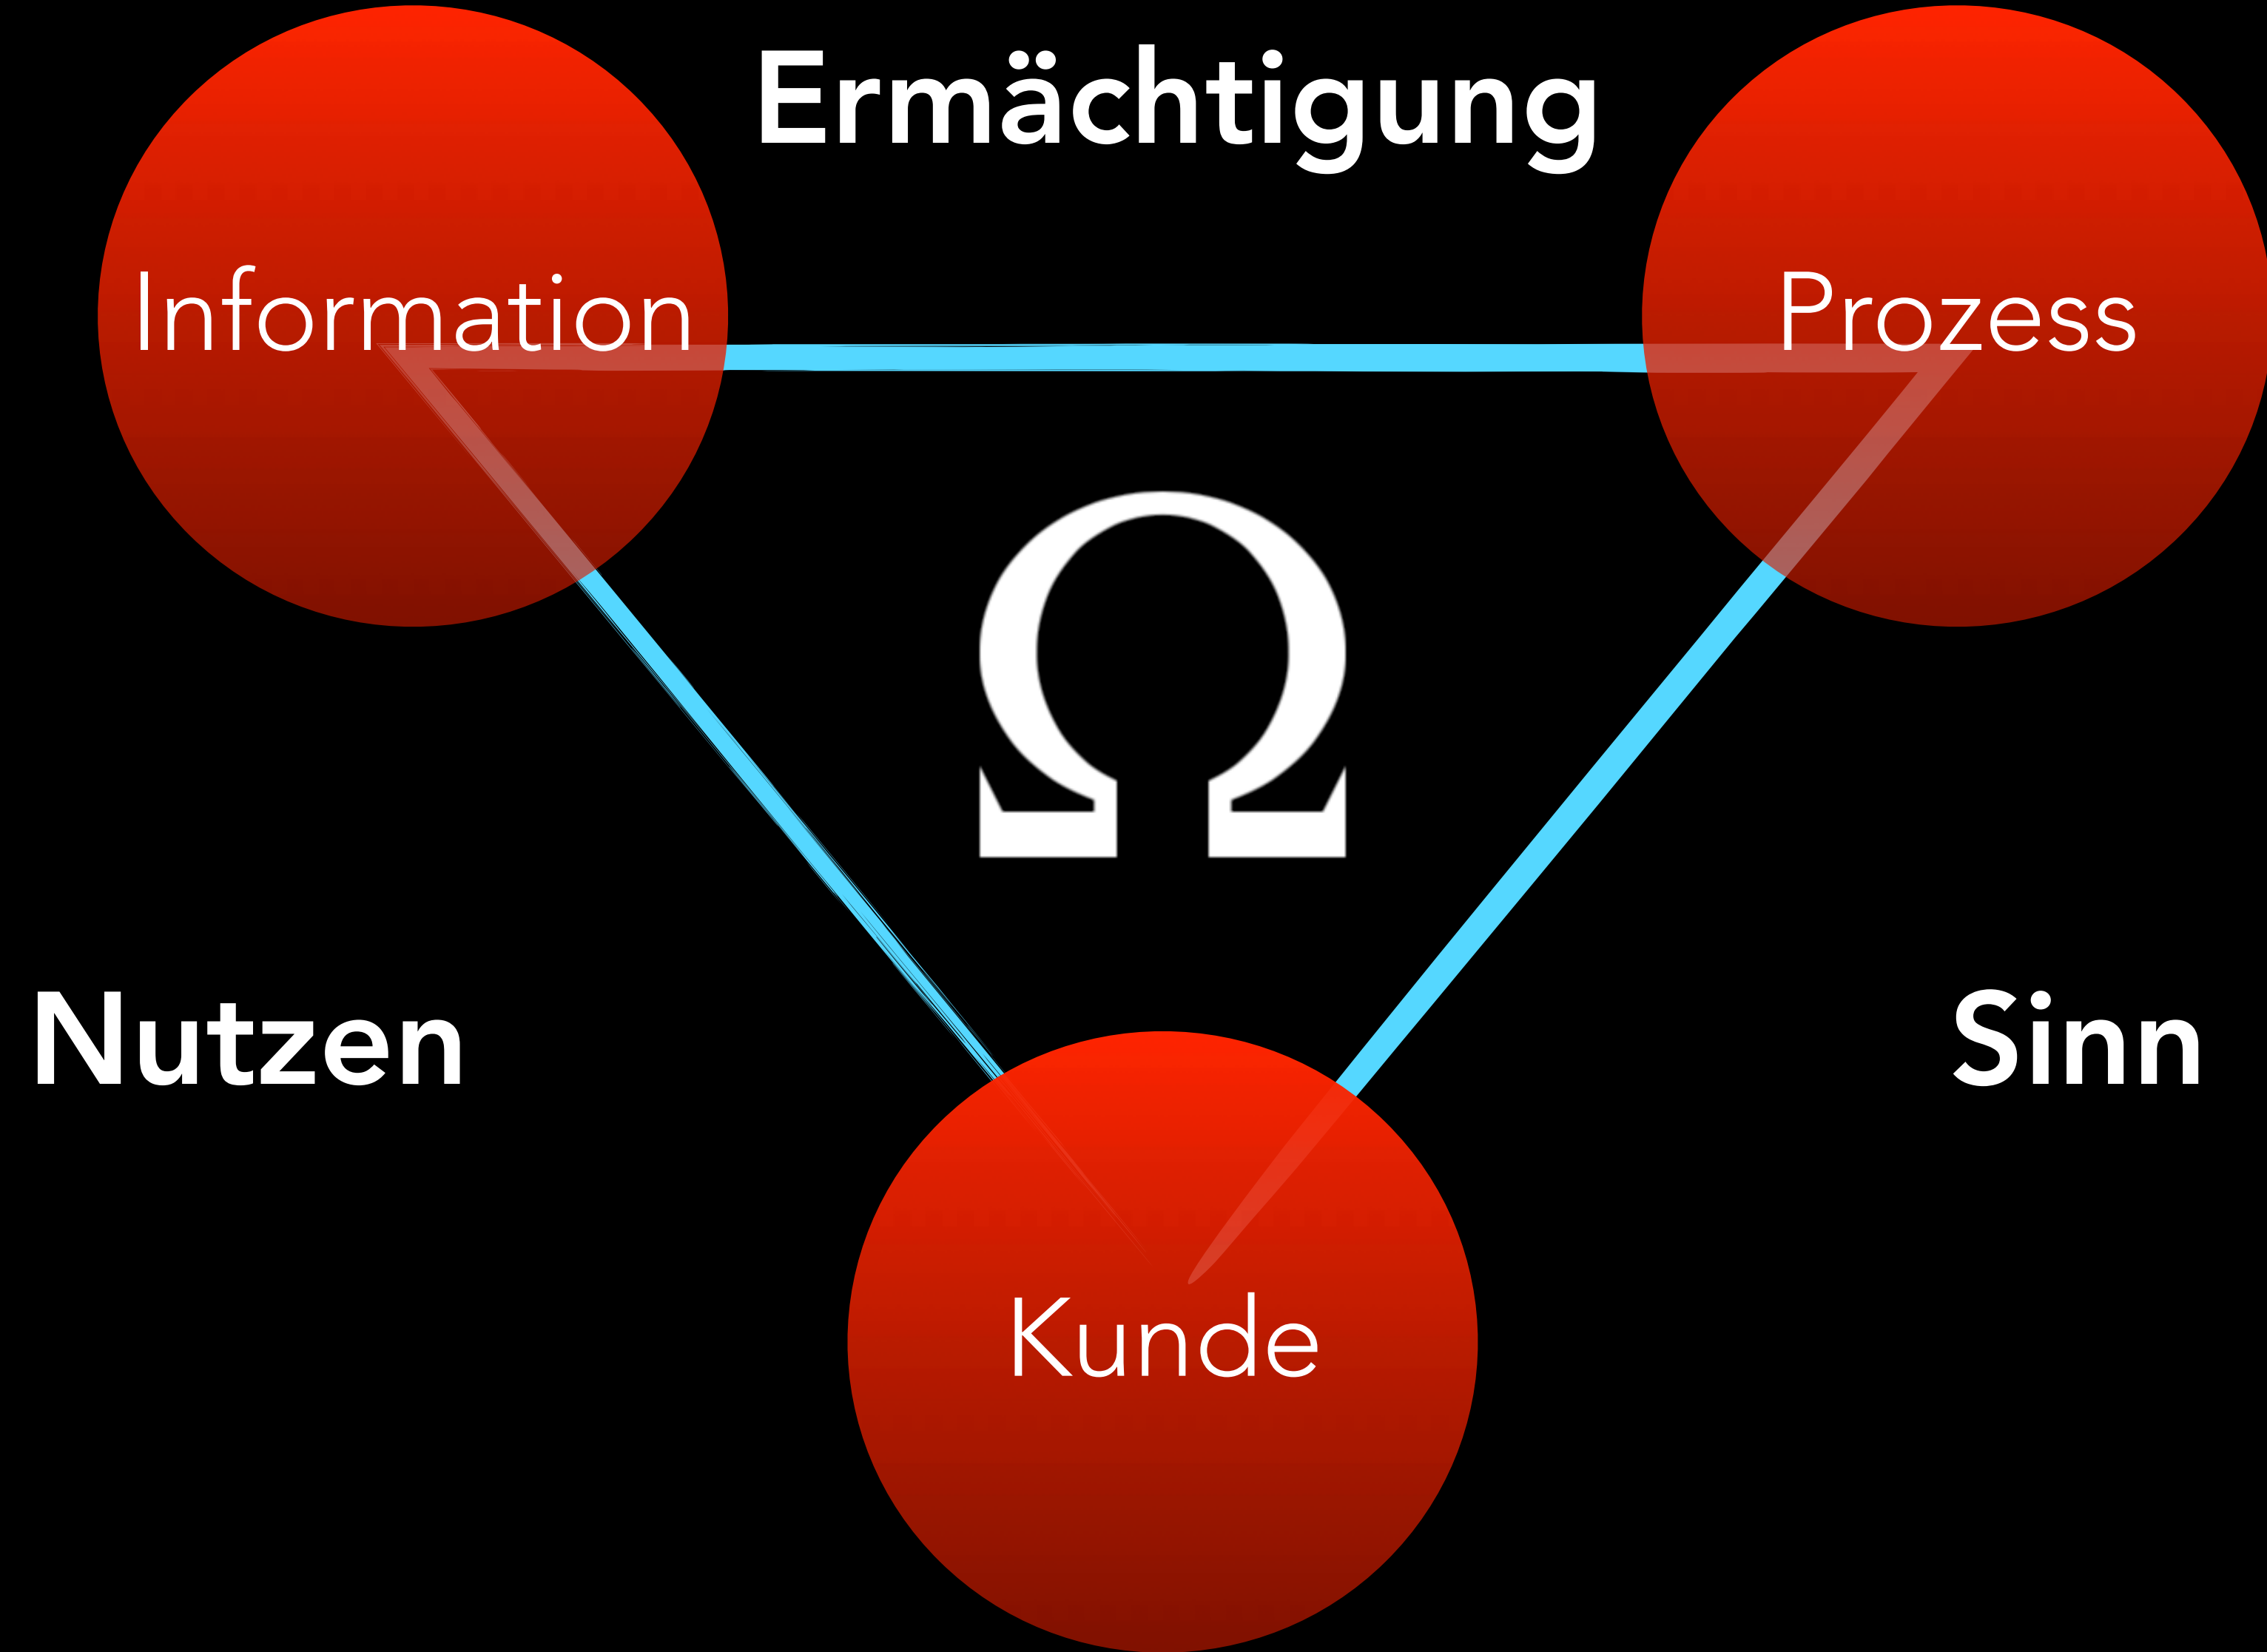 Ermächtigung
Information
Prozess
Ω
Nutzen
Sinn
Kunde